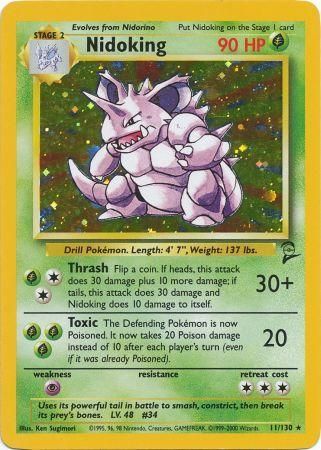 Evolves from Nidorino
Put Nidoking on the Stage 1 card
STAGE 2
Nidoking
90 HP
Drill Pokémon. Length: 4' 7", Weight: 137 lbs.
Thrash Flip a coin. If heads, this attack
does 30 damage plus 10 more damage; if
tails, this attack does 30 damage and
Nidoking does 10 damage to itself.
30+
Toxic The Defending Pokémon is now
Poisoned. It now takes 20 Poison damage
instead of 10 after each player's turn (even
if it was already Poisoned).
20
weakness
resistance
retreat cost
Uses its powerful tail in battle to smash, constrict, then break
its prey's bones. LV. 48 #34
Illus. Ken Sugimori
©1995, 96, 98 Nintendo, Creatures, GAMEFREAK. ©1999-2000 Wizards.
11/130 ★